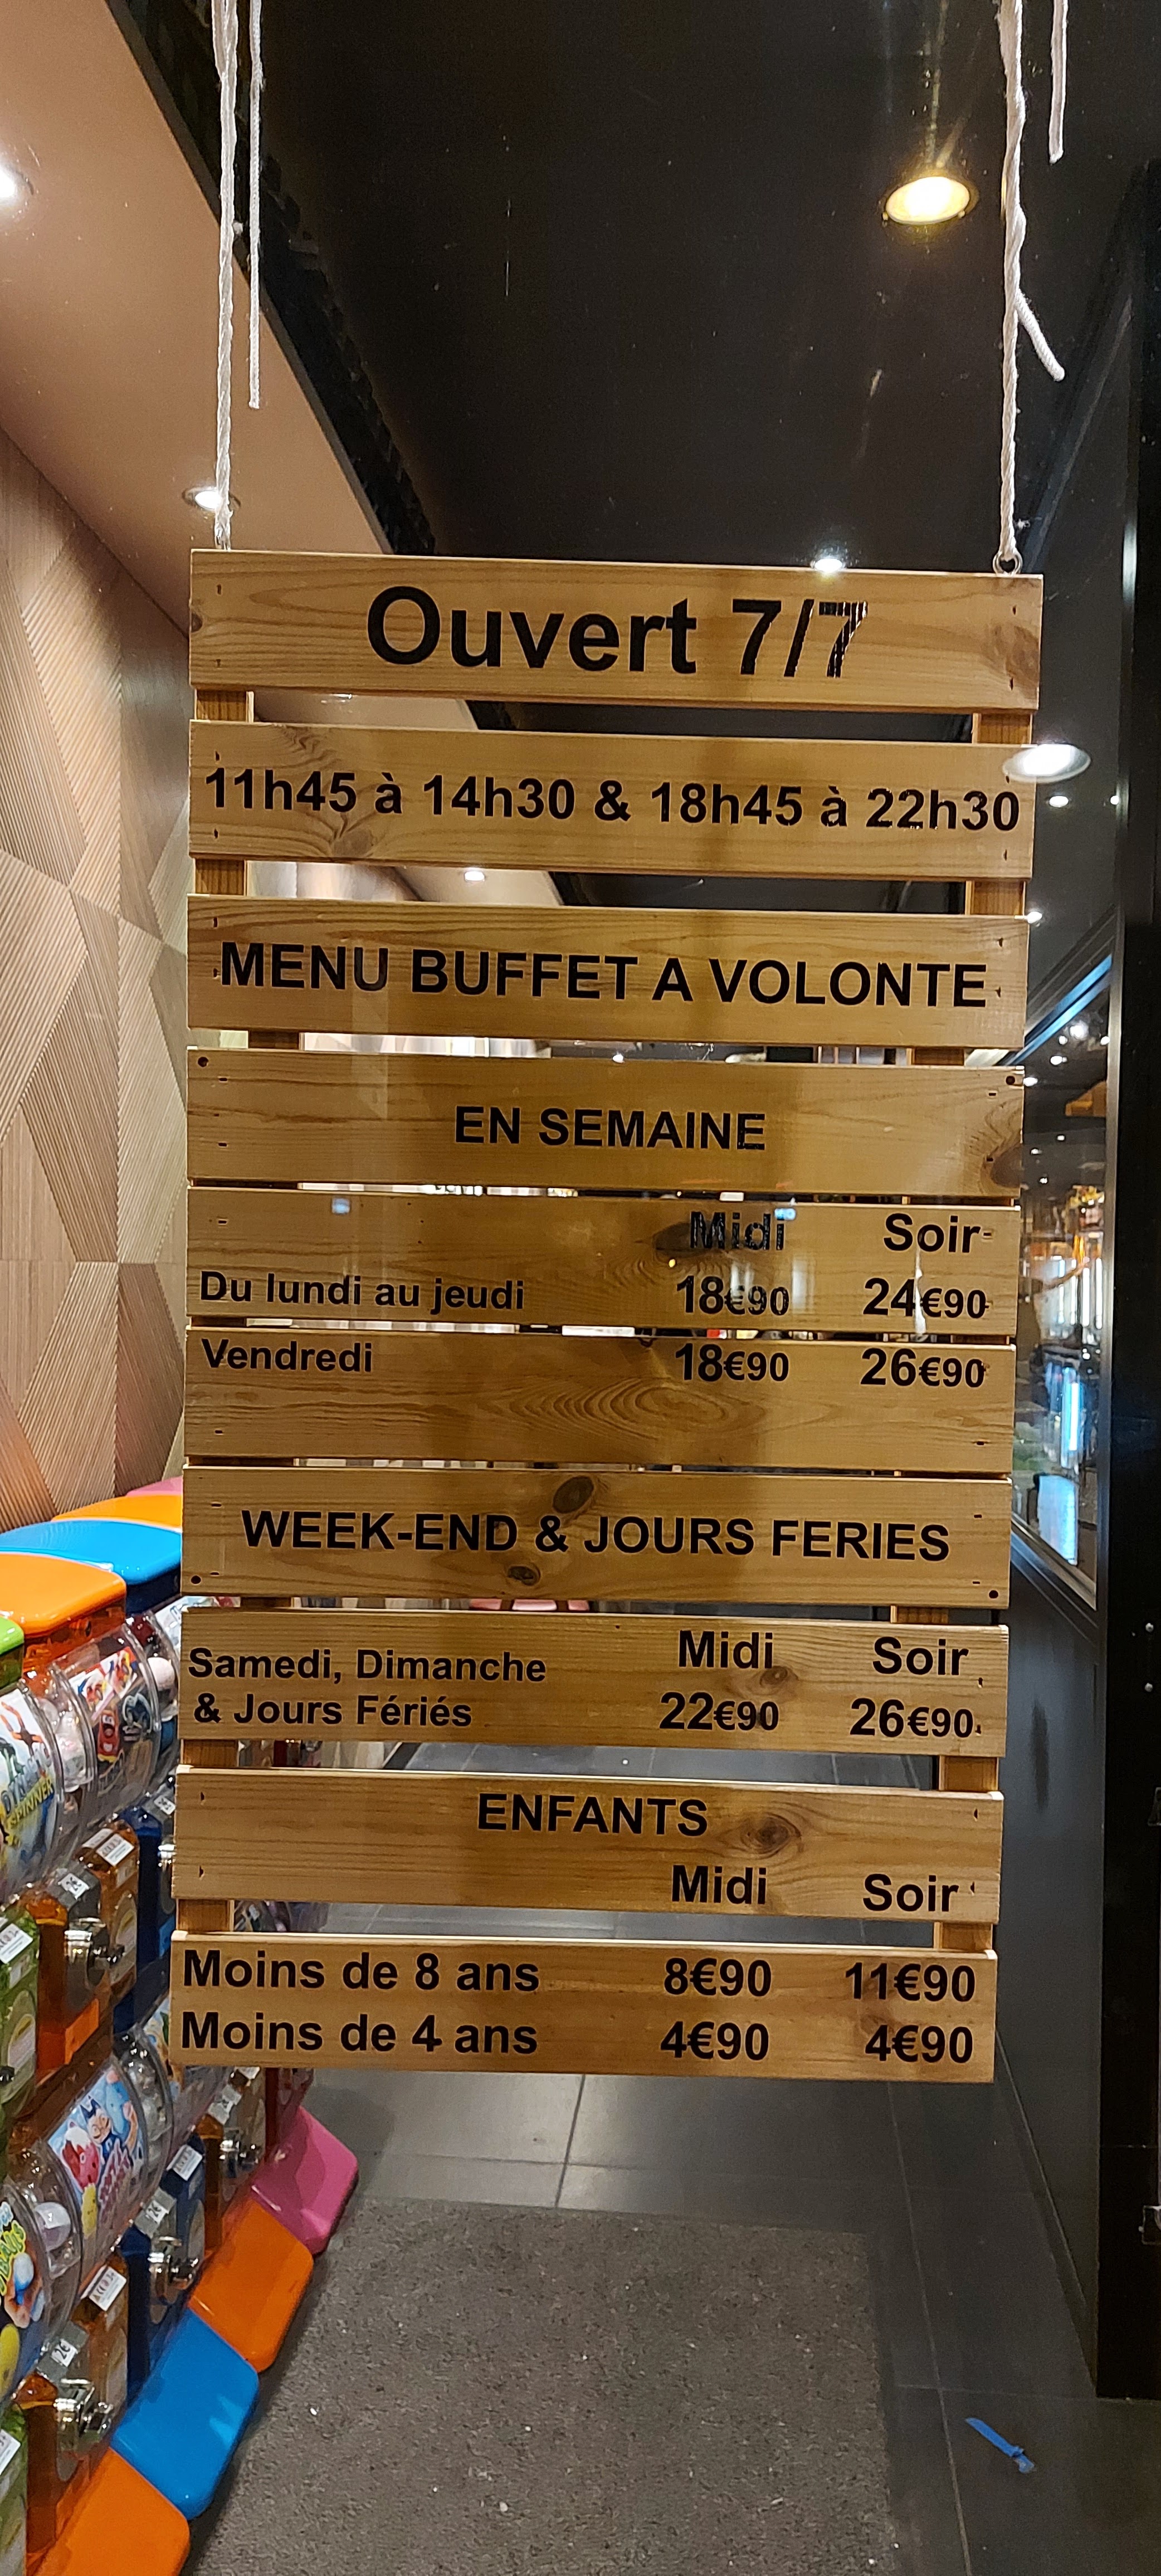 Ouvert 7/7
11h45 à 14h30 & 18h45 à 22h30
MENU BUFFET A VOLONTE
EN SEMAINE
Midi Soir
Du lundi au jeudi 18€90 24€90
Vendredi 18€90 26€90
WEEK-END & JOURS FERIES
Midi Soir
Samedi, Dimanche
& Jours Fériés 22€90 26€90
ENFANTS
Midi Soir
Moins de 8 ans 8€90 11€90
Moins de 4 ans 4€90 4€90
SPINNER
2€